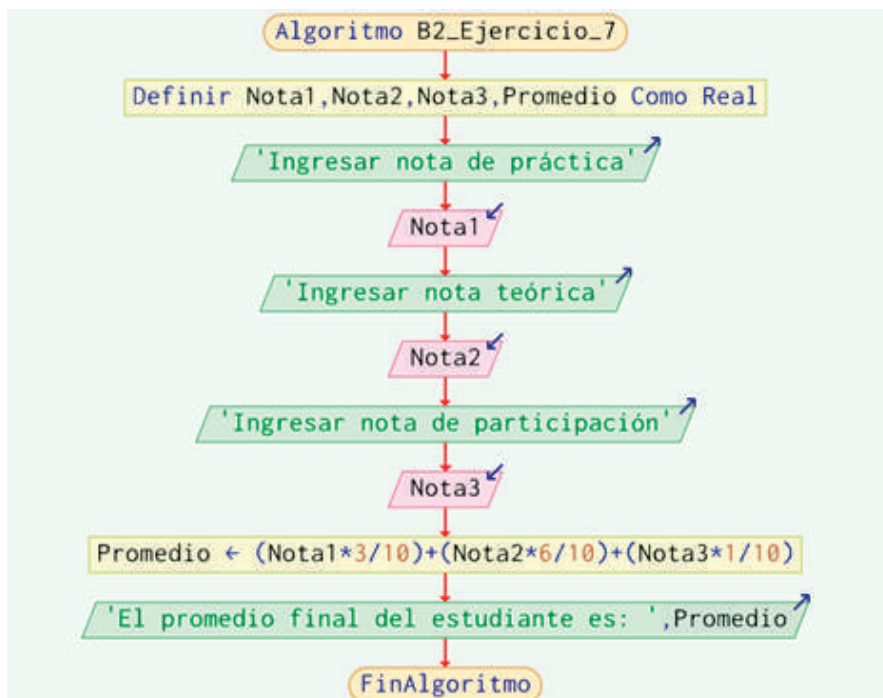 Algoritmo B2_Ejercicio_7
Definir Nota1,Nota2,Nota3,Promedio Como Real
'Ingresar nota de práctica'
Nota1
'Ingresar nota teórica'
Nota2
'Ingresar nota de participación'
Nota3
Promedio ← (Nota1*3/10)+(Nota2*6/10)+(Nota3*1/10)
'El promedio final del estudiante es: ',Promedio
FinAlgoritmo